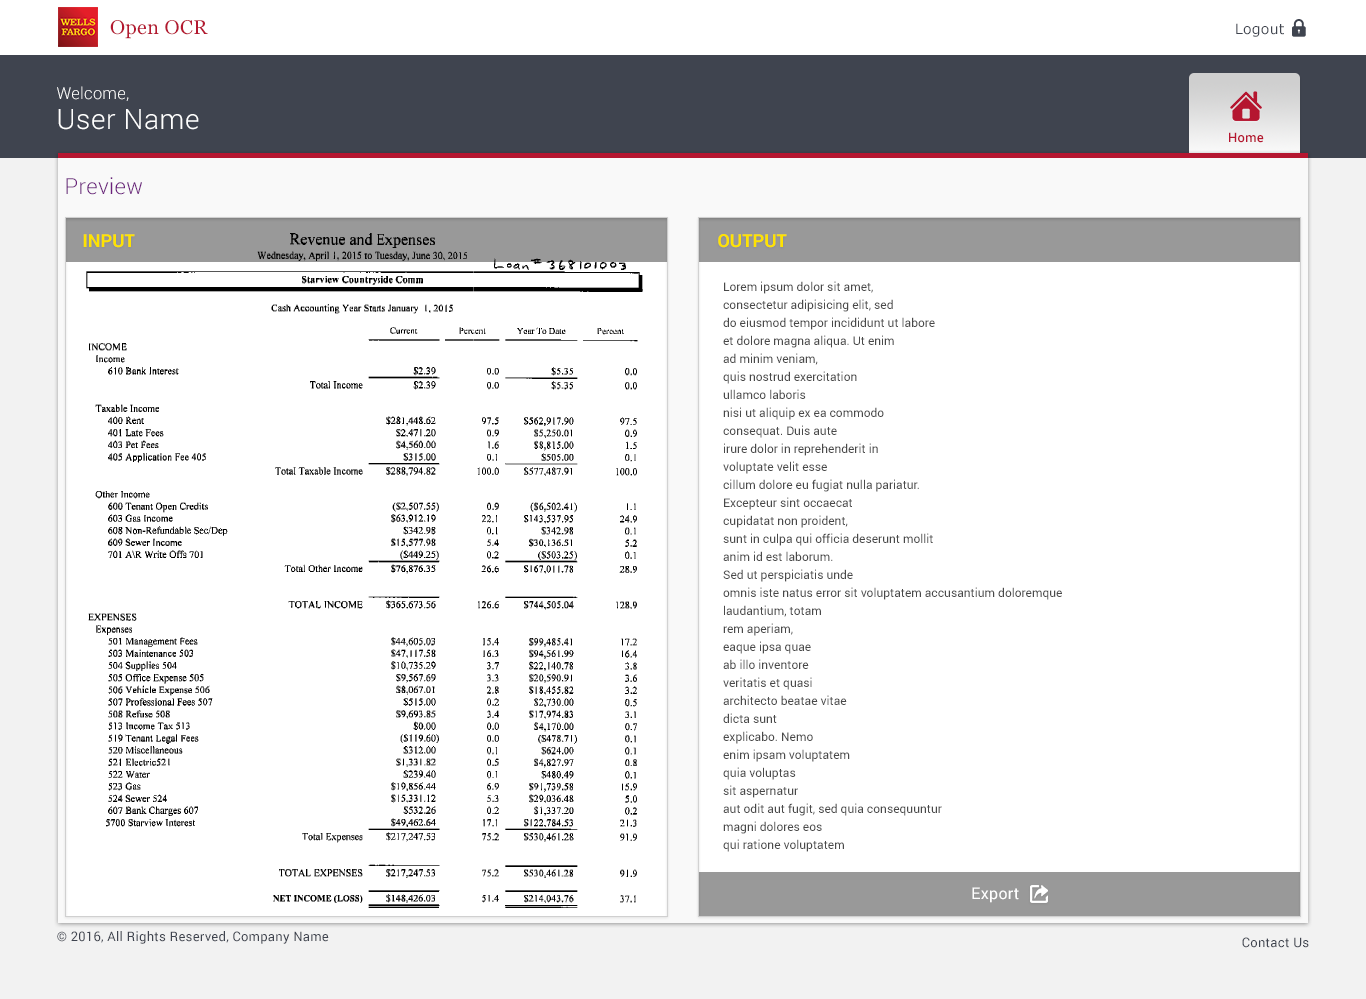 WELLS
FARGO
Open OCR
Logout
Welcome,
User Name
Home
Preview
INPUT
Revenue and Expenses
Wednesday, April 1, 2015 to Tuesday, June 30, 2015
Loan # 368101003
Starview Countryside Comm
Cash Accounting Year Starts January 1, 2015
Current Percent Year To Date Percent
INCOME
Income
610 Bank Interest $2.39 0.0 $5.35 0.0
Total Income $2.39 0.0 $5.35 0.0
Taxable Income
400 Rent $281,448.62 97.5 $562,917.90 97.5
401 Late Fees $2,471.20 0.9 $5,250.01 0.9
403 Pet Fees $4,560.00 1.6 $8,815.00 1.5
405 Application Fee 405 $315.00 0.1 $505.00 0.1
Total Taxable Income $288,794.82 100.0 $577,487.91 100.0
Other Income
600 Tenant Open Credits ($2,507.55) 0.9 ($6,502.41) 1.1
603 Gas Income $63,912.19 22.1 $143,537.95 24.9
608 Non-Refundable Sec/Dep $342.98 0.1 $342.98 0.1
609 Sewer Income $15,577.98 5.4 $30,136.51 5.2
701 A\R Write Offs 701 ($449.25) 0.2 ($503.25) 0.1
Total Other Income $76,876.35 26.6 $167,011.78 28.9
TOTAL INCOME $365,673.56 126.6 $744,505.04 128.9
EXPENSES
Expenses
501 Management Fees $44,605.03 15.4 $99,485.41 17.2
503 Maintenance 503 $47,117.58 16.3 $94,561.99 16.4
504 Supplies 504 $10,735.29 3.7 $22,140.78 3.8
505 Office Expense 505 $9,567.69 3.3 $20,590.91 3.6
506 Vehicle Expense 506 $8,067.01 2.8 $18,455.82 3.2
507 Professional Fees 507 $515.00 0.2 $2,730.00 0.5
508 Refuse 508 $9,693.85 3.4 $17,974.83 3.1
513 Income Tax 513 $0.00 0.0 $4,170.00 0.7
519 Tenant Legal Fees ($119.60) 0.0 ($478.71) 0.1
520 Miscellaneous $312.00 0.1 $624.00 0.1
521 Electric521 $1,331.82 0.5 $4,827.97 0.8
522 Water $239.40 0.1 $480.49 0.1
523 Gas $19,856.44 6.9 $91,739.58 15.9
524 Sewer 524 $15,331.12 5.3 $29,036.48 5.0
607 Bank Charges 607 $532.26 0.2 $1,337.20 0.2
5700 Starview Interest $49,462.64 17.1 $122,784.53 21.3
Total Expenses $217,247.53 75.2 $530,461.28 91.9
TOTAL EXPENSES $217,247.53 75.2 $530,461.28 91.9
NET INCOME (LOSS) $148,426.03 51.4 $214,043.76 37.1
OUTPUT
Lorem ipsum dolor sit amet,
consectetur adipisicing elit, sed
do eiusmod tempor incididunt ut labore
et dolore magna aliqua. Ut enim
ad minim veniam,
quis nostrud exercitation
ullamco laboris
nisi ut aliquip ex ea commodo
consequat. Duis aute
irure dolor in reprehenderit in
voluptate velit esse
cillum dolore eu fugiat nulla pariatur.
Excepteur sint occaecat
cupidatat non proident,
sunt in culpa qui officia deserunt mollit
anim id est laborum.
Sed ut perspiciatis unde
omnis iste natus error sit voluptatem accusantium doloremque
laudantium, totam
rem aperiam,
eaque ipsa quae
ab illo inventore
veritatis et quasi
architecto beatae vitae
dicta sunt
explicabo. Nemo
enim ipsam voluptatem
quia voluptas
sit aspernatur
aut odit aut fugit, sed quia consequuntur
magni dolores eos
qui ratione voluptatem
Export
© 2016, All Rights Reserved, Company Name
Contact Us